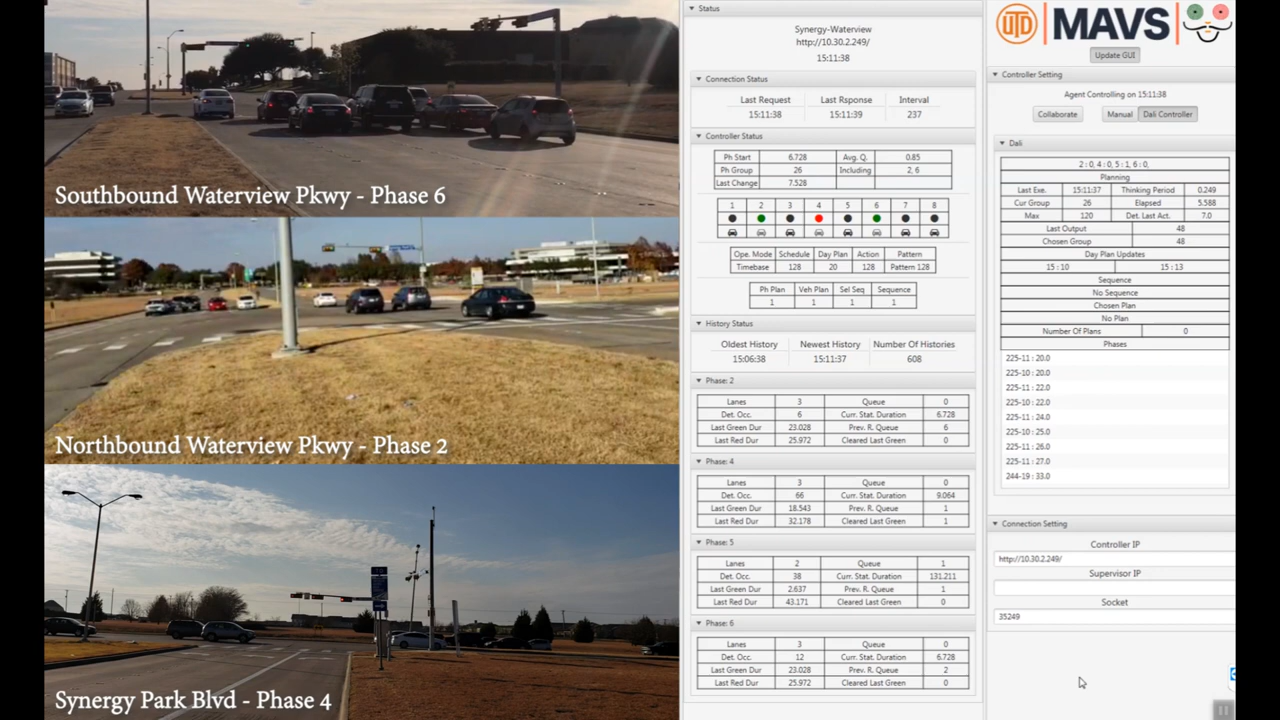 Southbound Waterview Pkwy - Phase 6
Northbound Waterview Pkwy - Phase 2
Synergy Park Blvd - Phase 4
Status
Synergy-Waterview
http://10.30.2.249/
15:11:38
Connection Status
Last Request Last Rsponse Interval
15:11:38 15:11:39 237
Controller Status
Ph Start 6.728 Avg. Q. 0.85
Ph Group 26 Including 2, 6
Last Change 7.528
1 2 3 4 5 6 7 8
Ope. Mode Schedule Day Plan Action Pattern
Timebase 128 20 128 Pattern 128
Ph Plan Veh Plan Sel Seq Sequence
1 1 1 1
History Status
Oldest History Newest History Number Of Histories
15:06:38 15:11:37 608
Phase: 2
Lanes 3 Queue 0
Det. Occ. 6 Curr. Stat. Duration 6.728
Last Green Dur 23.028 Prev. R. Queue 6
Last Red Dur 25.972 Cleared Last Green 0
Phase: 4
Lanes 3 Queue 0
Det. Occ. 66 Curr. Stat. Duration 9.064
Last Green Dur 18.543 Prev. R. Queue 1
Last Red Dur 32.178 Cleared Last Green 1
Phase: 5
Lanes 2 Queue 1
Det. Occ. 38 Curr. Stat. Duration 131.211
Last Green Dur 2.637 Prev. R. Queue 1
Last Red Dur 43.171 Cleared Last Green 0
Phase: 6
Lanes 3 Queue 0
Det. Occ. 12 Curr. Stat. Duration 6.728
Last Green Dur 23.028 Prev. R. Queue 2
Last Red Dur 25.972 Cleared Last Green 0
UTD MAVS
Update GUI
Controller Setting
Agent Controlling on 15:11:38
Collaborate Manual Dali Controller
Dali
2 : 0, 4 : 0, 5 : 1, 6 : 0,
Planning
Last Exe. 15:11:37 Thinking Period 0.249
Cur Group 26 Elapsed 5.588
Max 120 Det. Last Act. 7.0
Last Output 48
Chosen Group 48
Day Plan Updates
15 : 10 15 : 13
Sequence
No Sequence
Chosen Plan
No Plan
Number Of Plans 0
Phases
225-11 : 20.0
225-10 : 20.0
225-11 : 22.0
225-10 : 22.0
225-11 : 24.0
225-10 : 25.0
225-11 : 26.0
225-11 : 27.0
244-19 : 33.0
Connection Setting
Controller IP
http://10.30.2.249/
Supervisor IP
Socket
35249